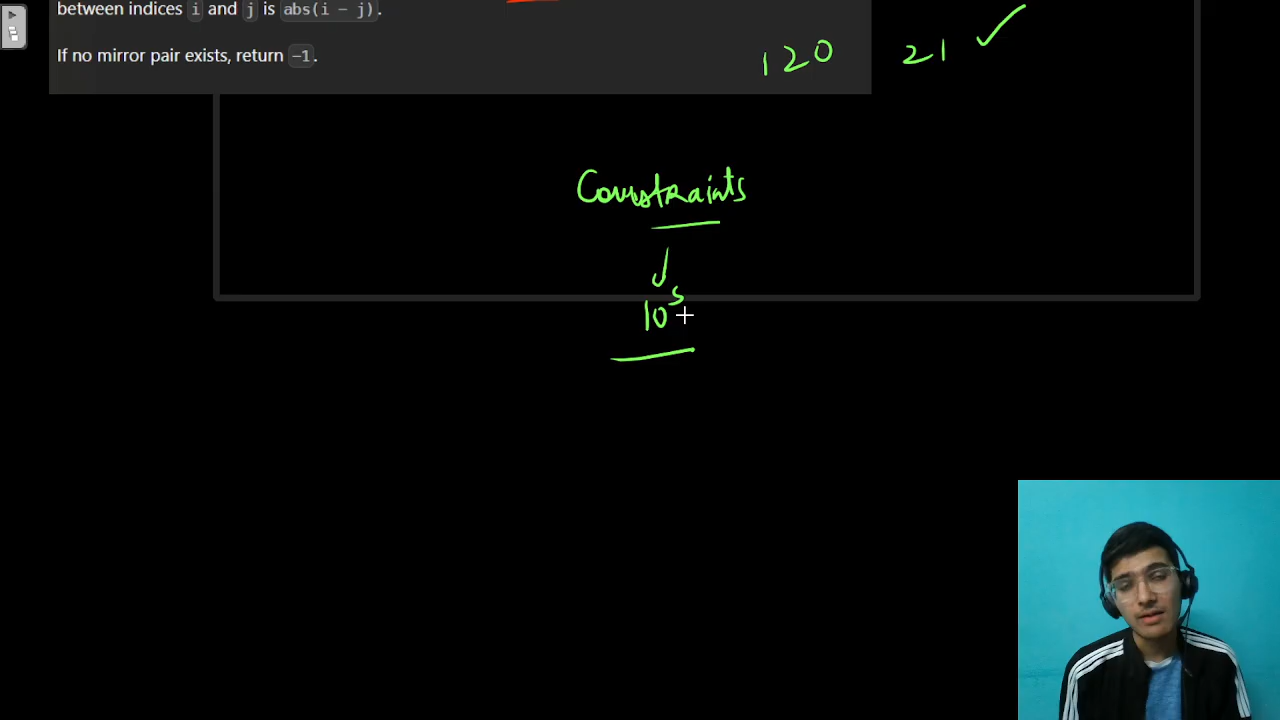 between indices i and j is abs(i - j).
If no mirror pair exists, return -1.
120 21
Constraints
10^5